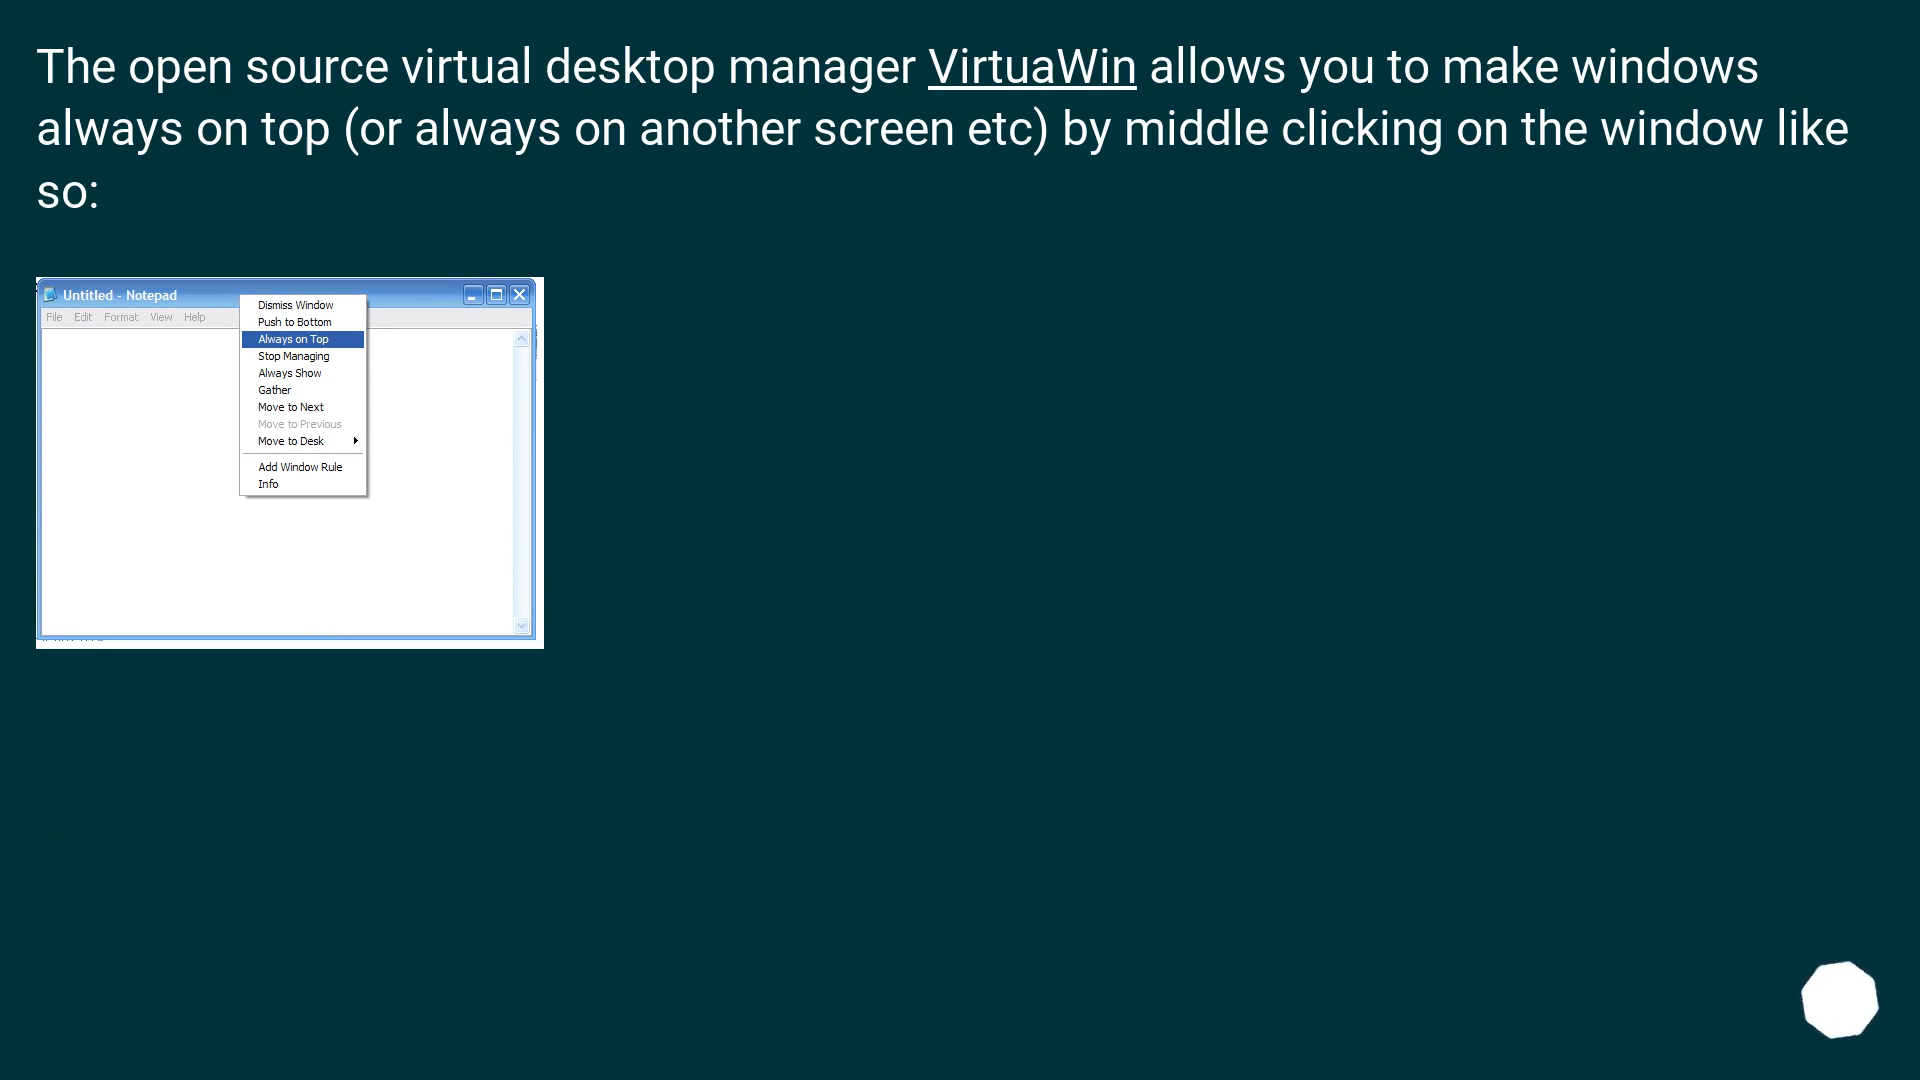 The open source virtual desktop manager VirtuaWin allows you to make windows
always on top (or always on another screen etc) by middle clicking on the window like
so:
Untitled - Notepad
File Edit Format View Help
Dismiss Window
Push to Bottom
Always on Top
Stop Managing
Always Show
Gather
Move to Next
Move to Previous
Move to Desk
Add Window Rule
Info